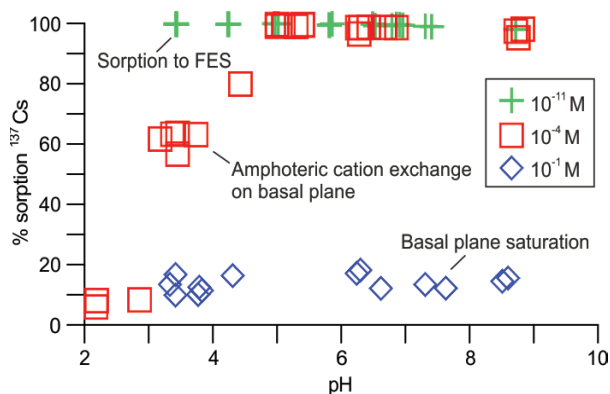 100
80
60
40
20
0
% sorption ¹³⁷Cs
Sorption to FES
Amphoteric cation exchange
on basal plane
Basal plane saturation
10⁻¹¹ M
10⁻⁴ M
10⁻¹ M
2 4 6 8 10
pH